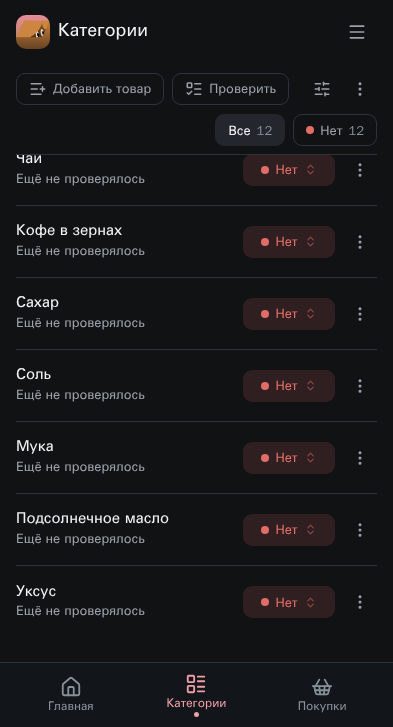 Категории
Добавить товар
Проверить
Все 12
Нет 12
Чай
Ещё не проверялось
Нет
Кофе в зернах
Ещё не проверялось
Нет
Сахар
Ещё не проверялось
Нет
Соль
Ещё не проверялось
Нет
Мука
Ещё не проверялось
Нет
Подсолнечное масло
Ещё не проверялось
Нет
Уксус
Ещё не проверялось
Нет
Главная
Категории
Покупки